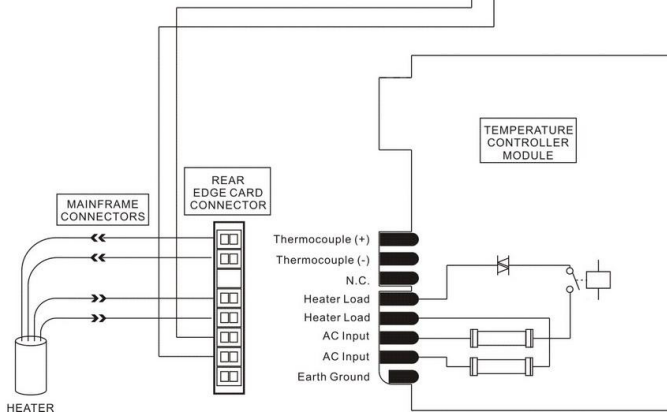 TEMPERATURE
CONTROLLER
MODULE
REAR
EDGE CARD
CONNECTOR
MAINFRAME
CONNECTORS
Thermocouple (+)
Thermocouple (-)
N.C.
Heater Load
Heater Load
AC Input
AC Input
Earth Ground
HEATER